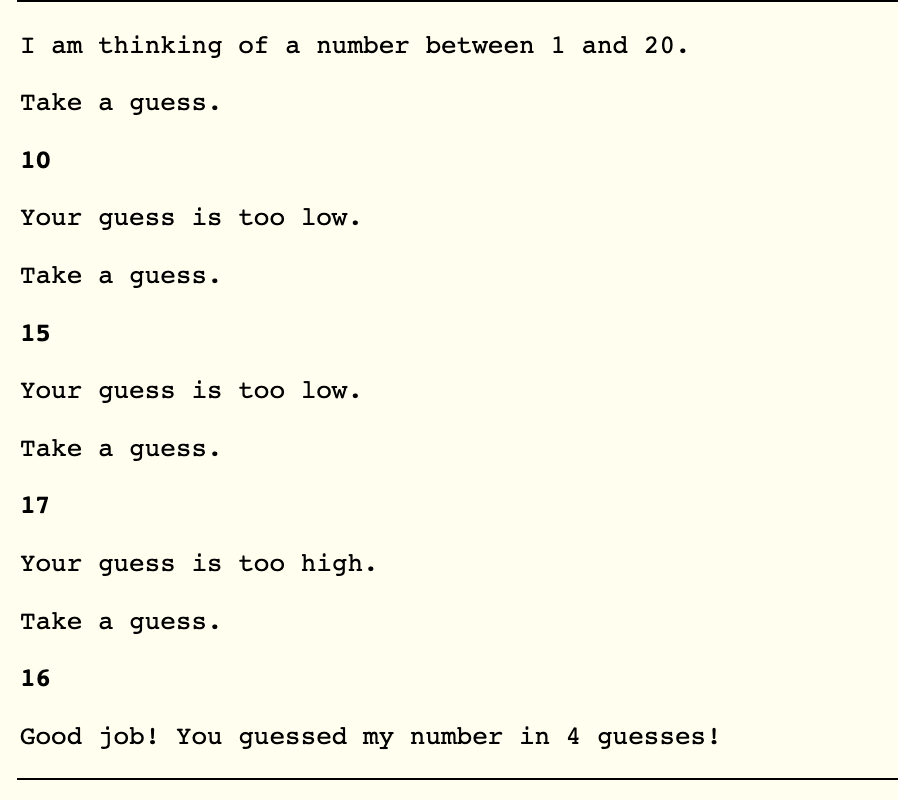 I am thinking of a number between 1 and 20.
Take a guess.
10
Your guess is too low.
Take a guess.
15
Your guess is too low.
Take a guess.
17
Your guess is too high.
Take a guess.
16
Good job! You guessed my number in 4 guesses!